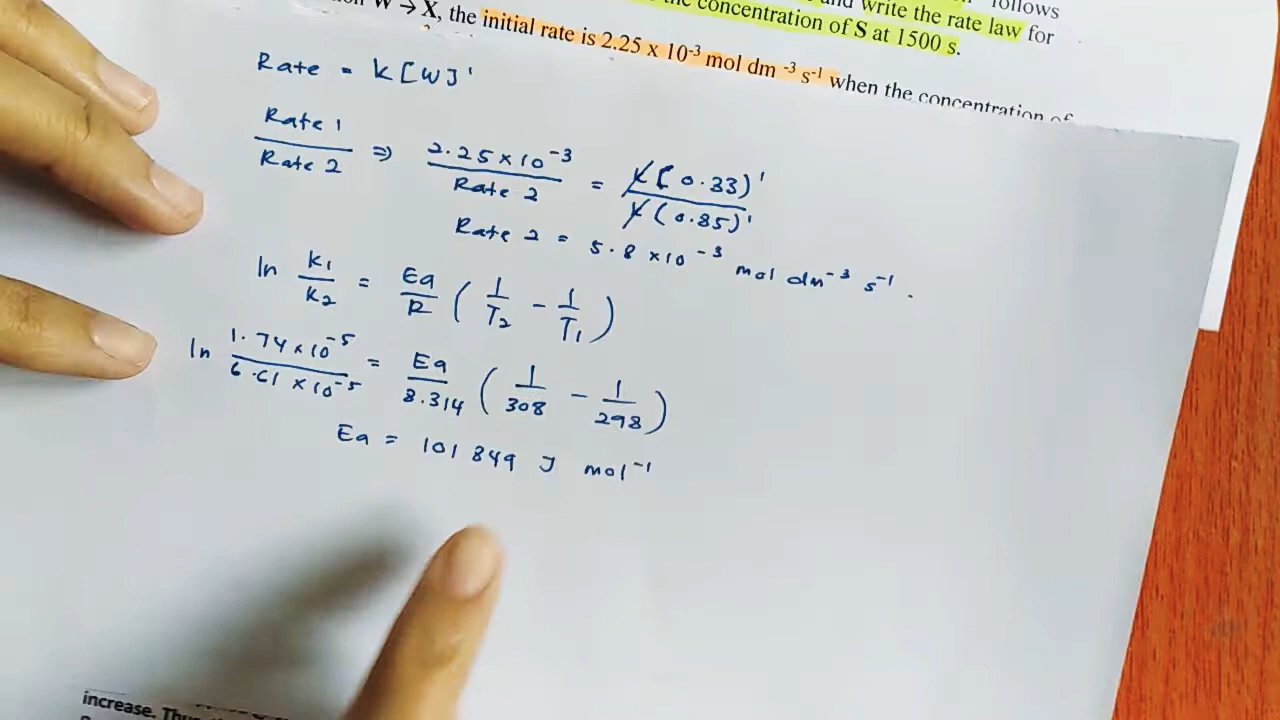 follows
and write the rate law for
the concentration of S at 1500 s.
W → X, the initial rate is 2.25 x 10⁻³ mol dm ⁻³ s⁻¹ when the concentration of
Rate = k[W]¹
Rate 1 / Rate 2 ⇒ 2.25×10⁻³ / Rate 2 = k(0.33)¹ / k(0.85)¹
Rate 2 = 5.8×10⁻³ mol dm⁻³ s⁻¹.
ln k₁/k₂ = Ea/R (1/T₂ - 1/T₁)
ln 1.74×10⁻⁵ / 6.61×10⁻⁵ = Ea/8.314 (1/308 - 1/298)
Ea = 101 849 J mol⁻¹
increase.